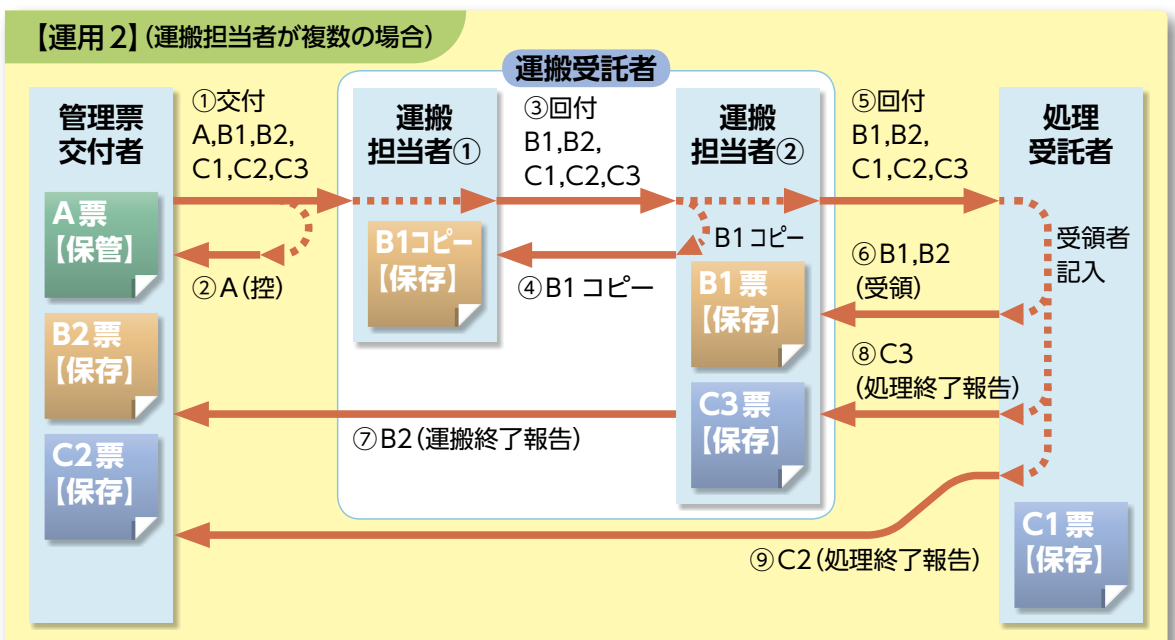 【運用2】(運搬担当者が複数の場合)
運搬受託者
管理票
交付者
①交付
A,B1,B2,
C1,C2,C3
運搬
担当者①
③回付
B1,B2,
C1,C2,C3
運搬
担当者②
⑤回付
B1,B2,
C1,C2,C3
処理
受託者
A票
【保管】
②A(控)
B1コピー
【保存】
④B1コピー
B1コピー
B1票
【保存】
⑥B1,B2
(受領)
受領者
記入
B2票
【保存】
⑧C3
(処理終了報告)
C3票
【保存】
⑦B2(運搬終了報告)
C2票
【保存】
⑨C2(処理終了報告)
C1票
【保存】